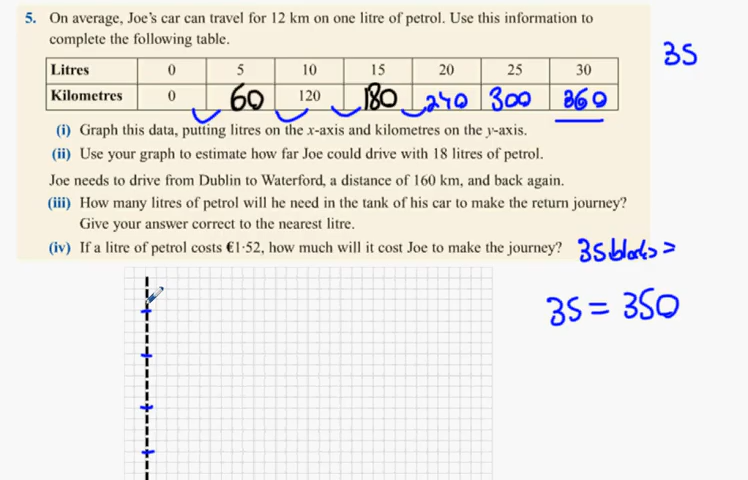 5. On average, Joe's car can travel for 12 km on one litre of petrol. Use this information to
complete the following table.
35
Litres 0 5 10 15 20 25 30
Kilometres 0 60 120 180 240 300 360
(i) Graph this data, putting litres on the x-axis and kilometres on the y-axis.
(ii) Use your graph to estimate how far Joe could drive with 18 litres of petrol.
Joe needs to drive from Dublin to Waterford, a distance of 160 km, and back again.
(iii) How many litres of petrol will he need in the tank of his car to make the return journey?
Give your answer correct to the nearest litre.
(iv) If a litre of petrol costs €1·52, how much will it cost Joe to make the journey?
35 blocks =
35 = 350